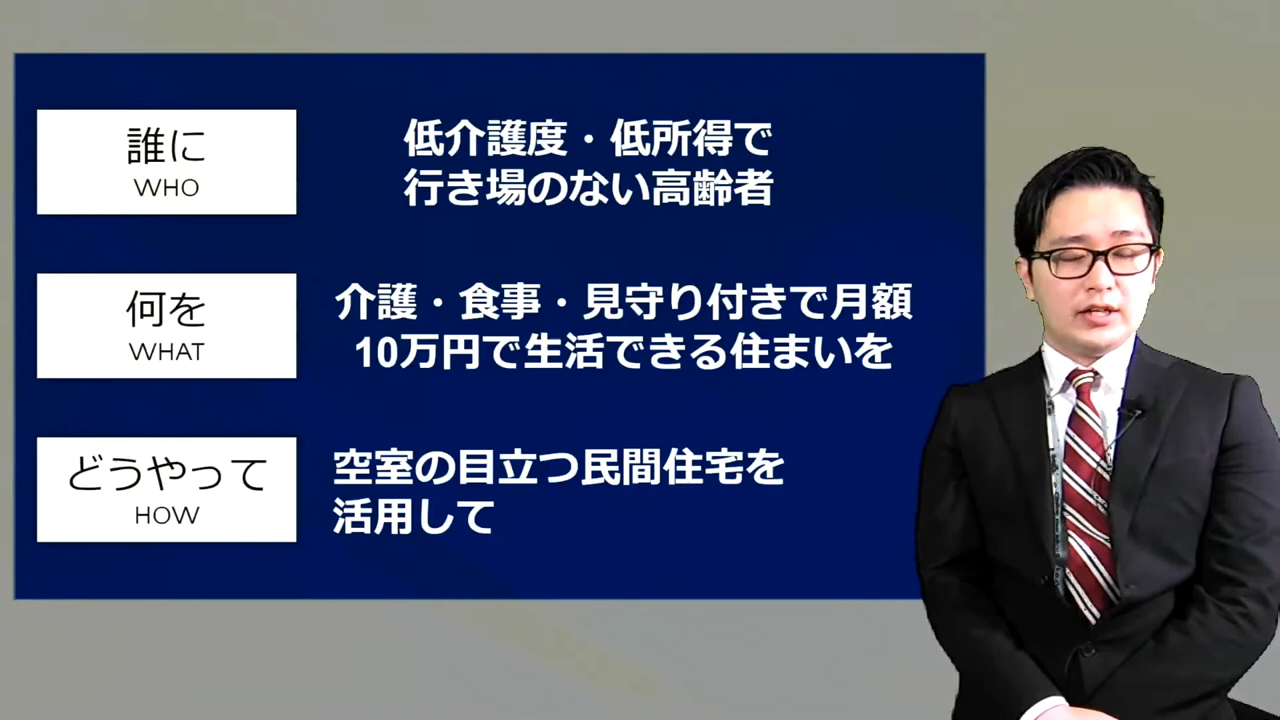 誰に
WHO
低介護度・低所得で
行き場のない高齢者
何を
WHAT
介護・食事・見守り付きで月額
10万円で生活できる住まいを
どうやって
HOW
空室の目立つ民間住宅を
活用して